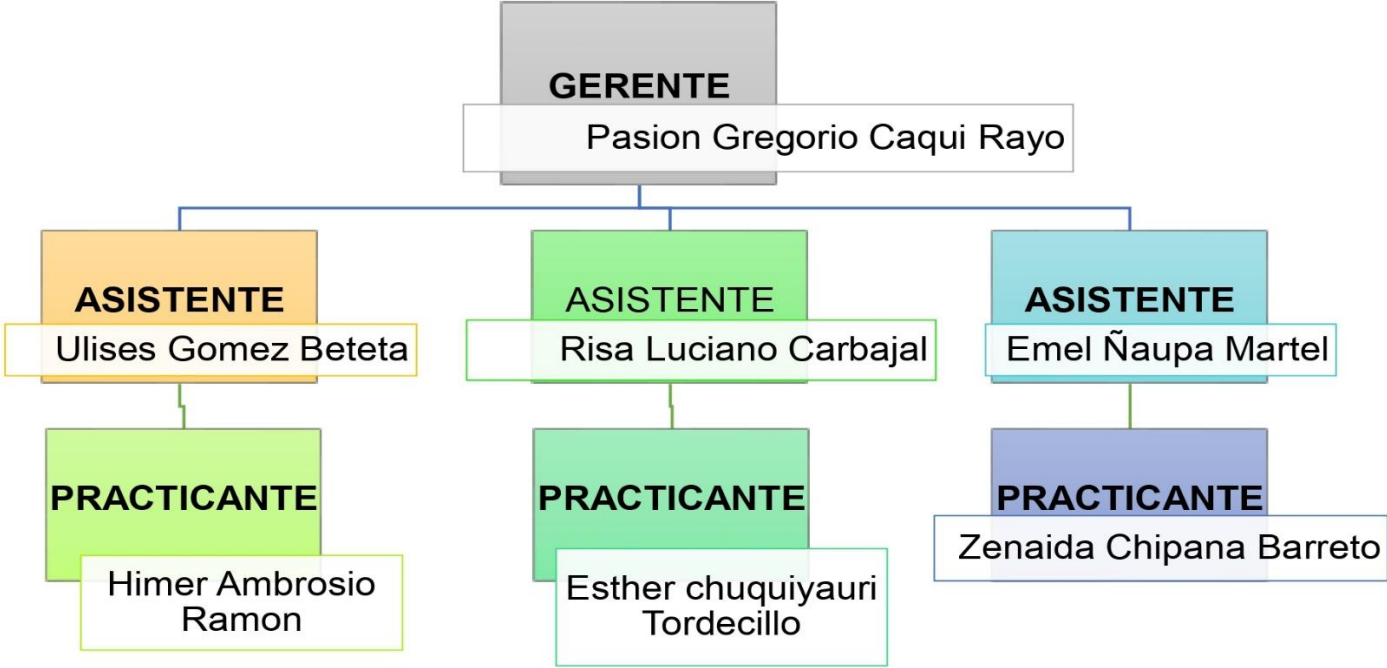 GERENTE
Pasion Gregorio Caqui Rayo
ASISTENTE
Ulises Gomez Beteta
ASISTENTE
Risa Luciano Carbajal
ASISTENTE
Emel Ñaupa Martel
PRACTICANTE
Himer Ambrosio
Ramon
PRACTICANTE
Esther chuquiyauri
Tordecillo
PRACTICANTE
Zenaida Chipana Barreto